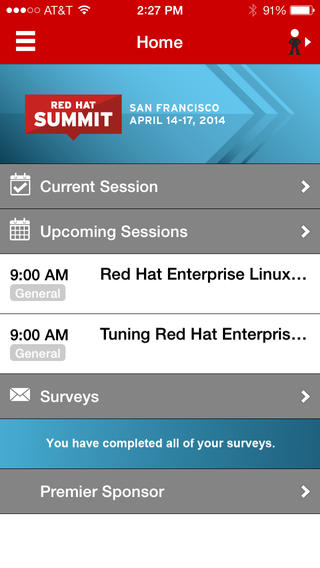 AT&T 2:27 PM 91%
Home
RED HAT
SUMMIT
SAN FRANCISCO
APRIL 14-17, 2014
Current Session
Upcoming Sessions
9:00 AM Red Hat Enterprise Linux...
General
9:00 AM Tuning Red Hat Enterpris...
General
Surveys
You have completed all of your surveys.
Premier Sponsor